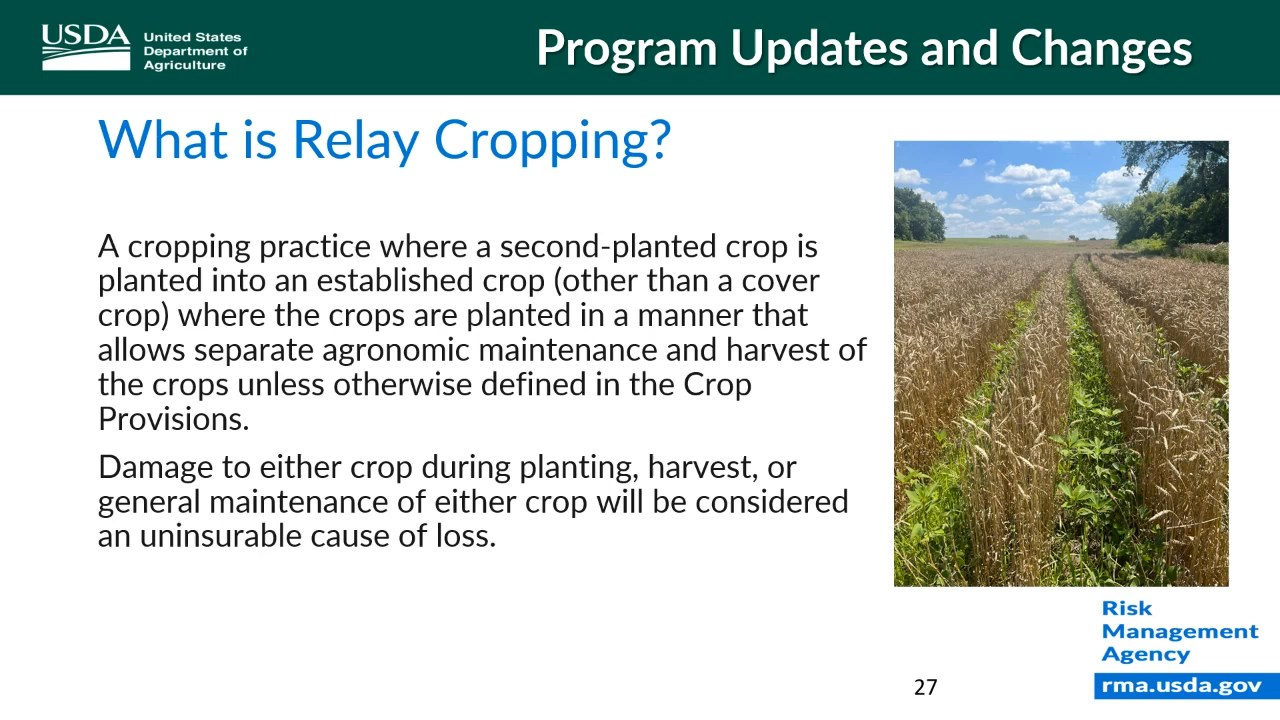 USDA
United States
Department of
Agriculture
Program Updates and Changes
What is Relay Cropping?
A cropping practice where a second-planted crop is
planted into an established crop (other than a cover
crop) where the crops are planted in a manner that
allows separate agronomic maintenance and harvest of
the crops unless otherwise defined in the Crop
Provisions.
Damage to either crop during planting, harvest, or
general maintenance of either crop will be considered
an uninsurable cause of loss.
Risk
Management
Agency
rma.usda.gov
27